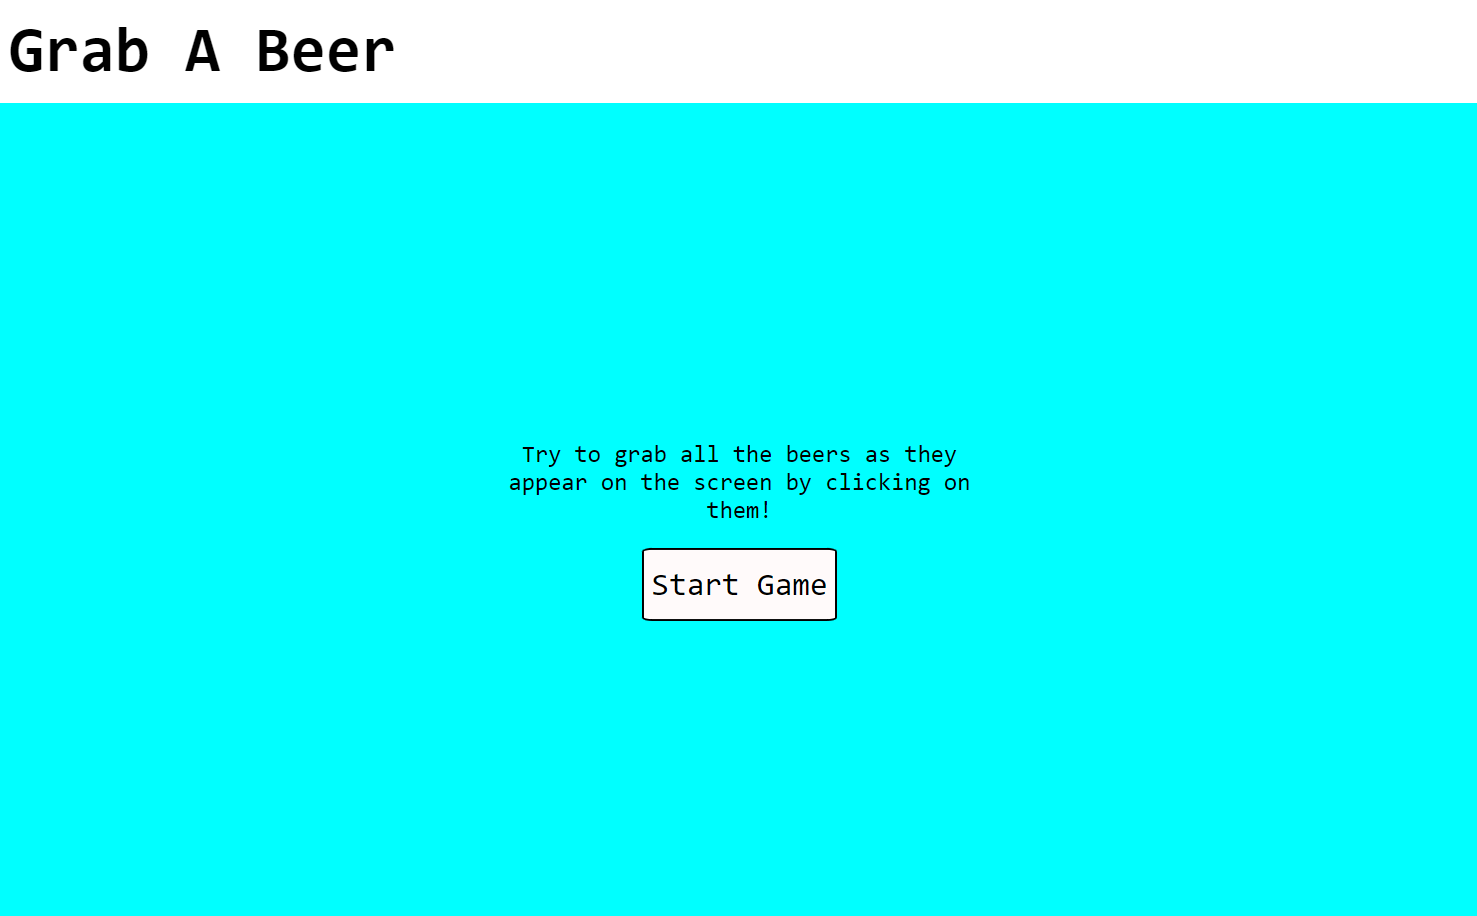 Grab A Beer
Try to grab all the beers as they
appear on the screen by clicking on
them!
Start Game